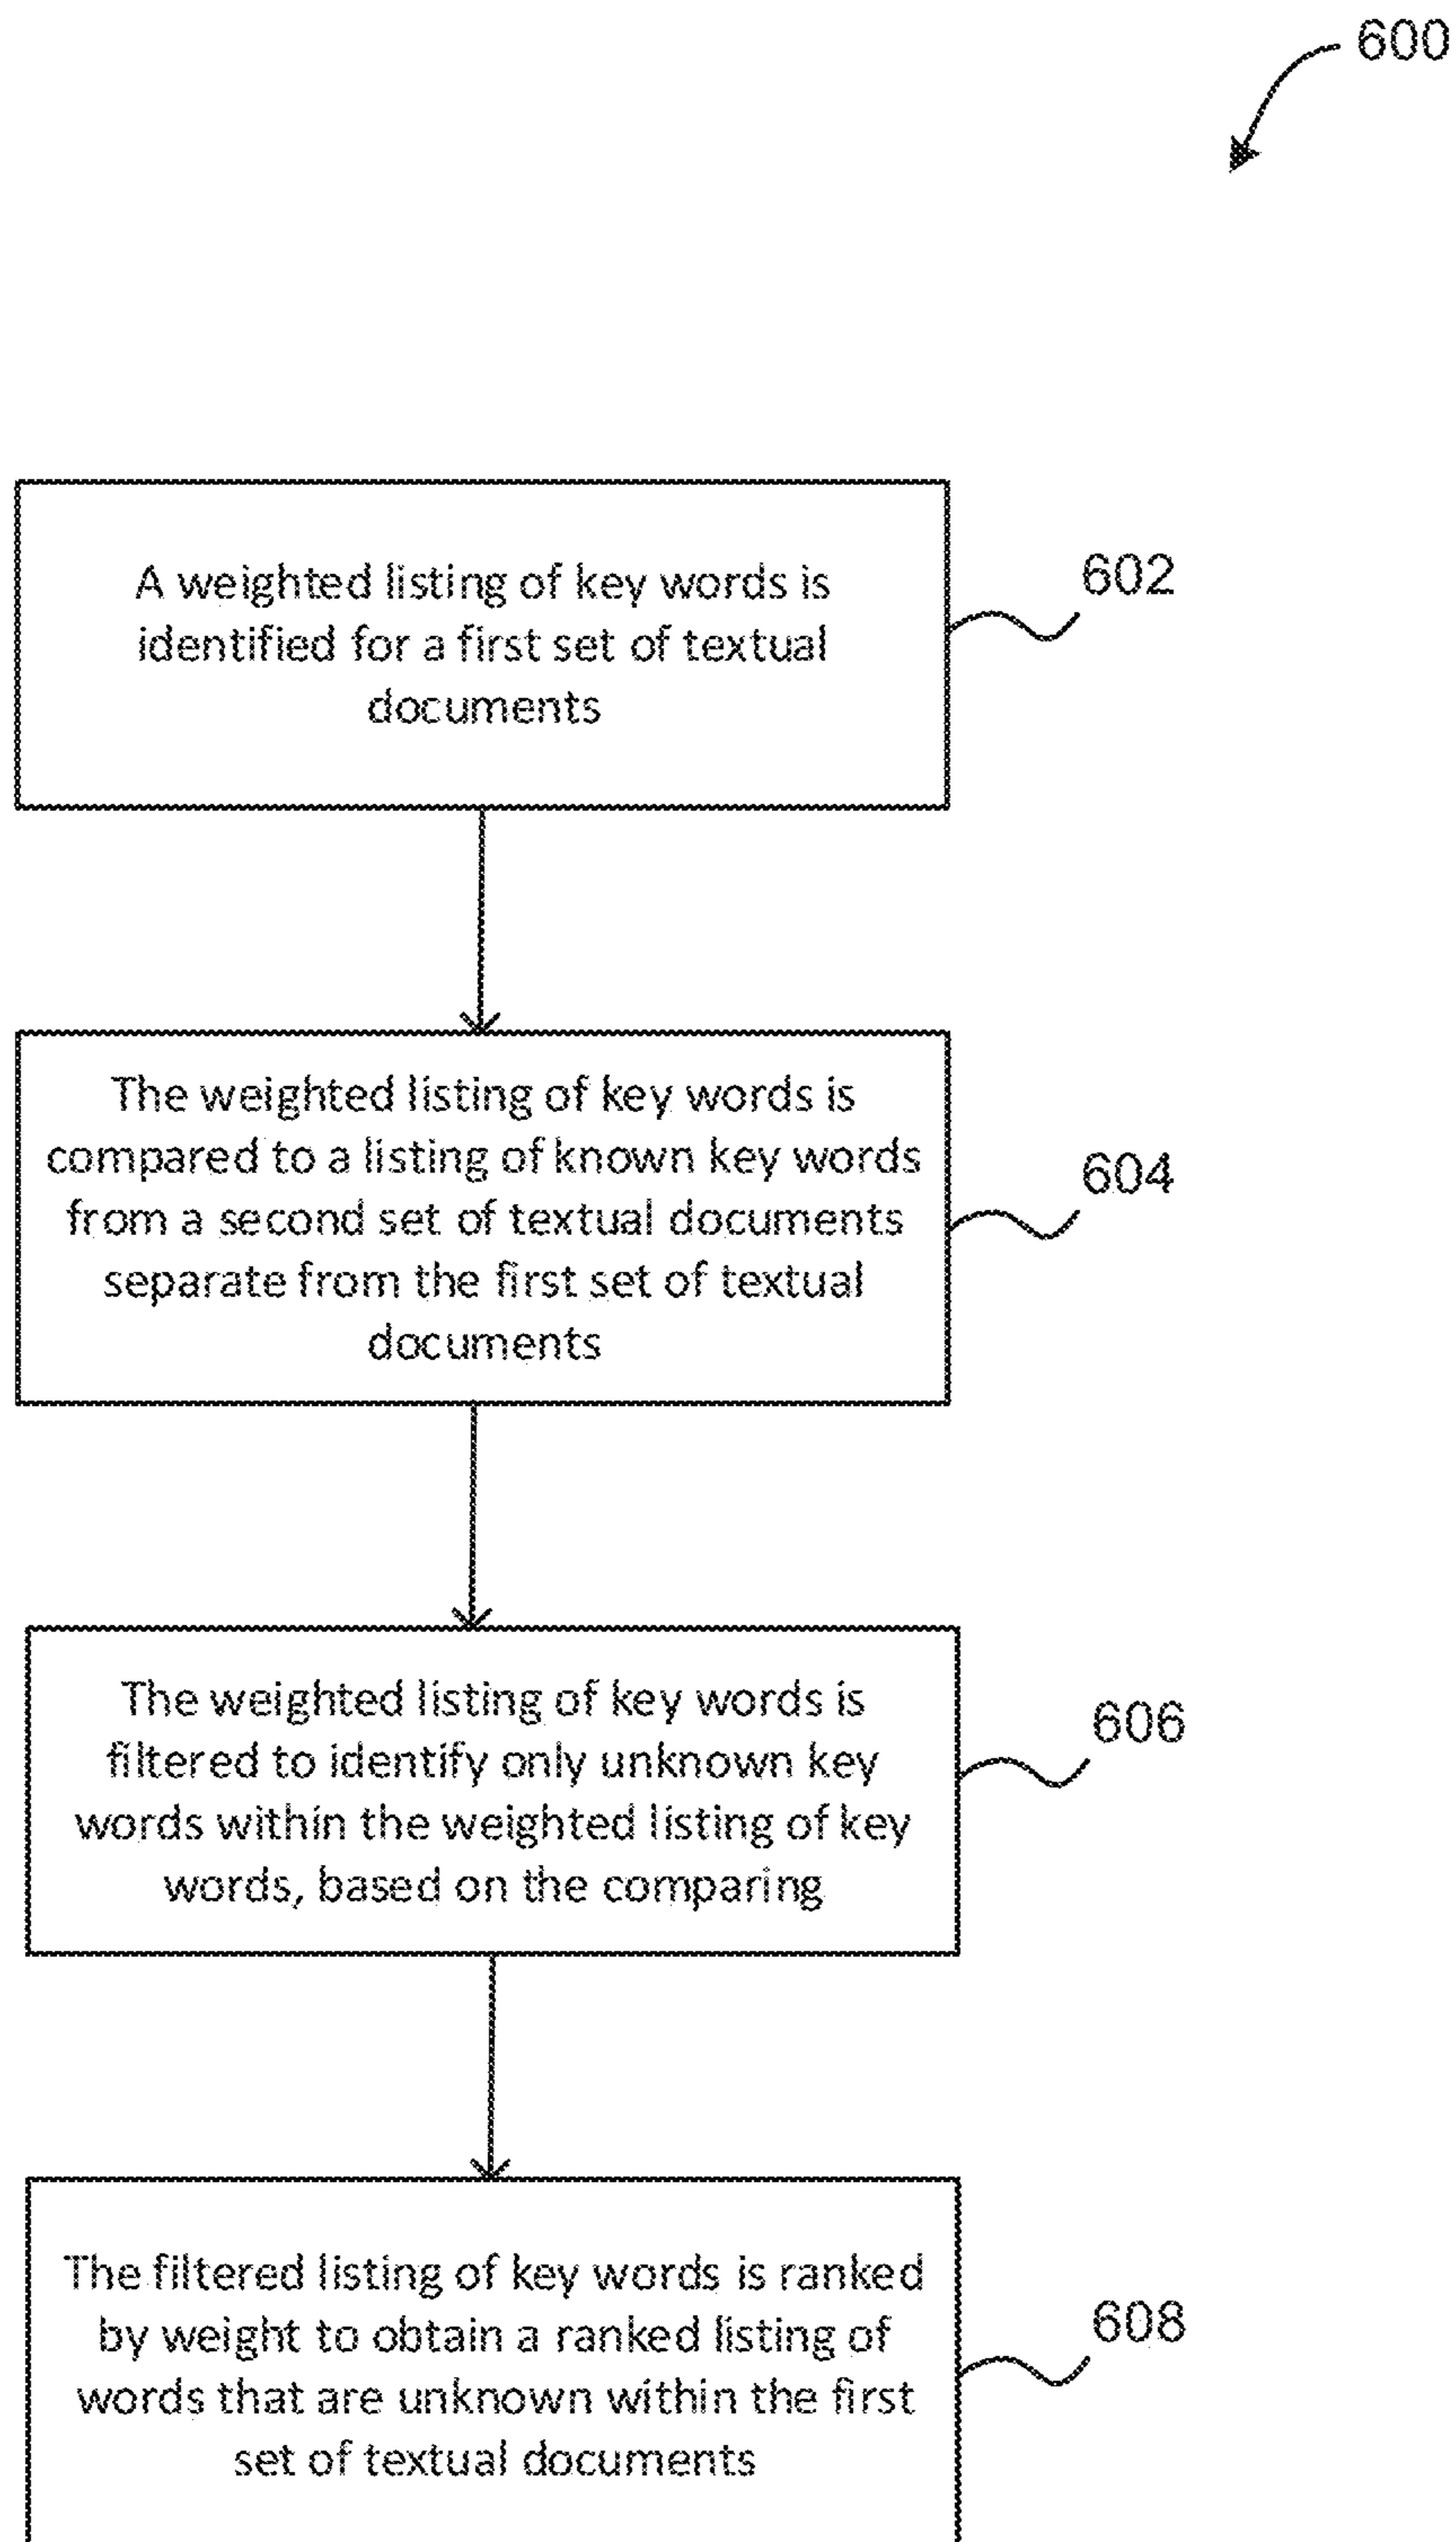 600
A weighted listing of key words is
identified for a first set of textual
documents
602
The weighted listing of key words is
compared to a listing of known key words
from a second set of textual documents
separate from the first set of textual
documents
604
The weighted listing of key words is
filtered to identify only unknown key
words within the weighted listing of key
words, based on the comparing
606
The filtered listing of key words is ranked
by weight to obtain a ranked listing of
words that are unknown within the first
set of textual documents
608